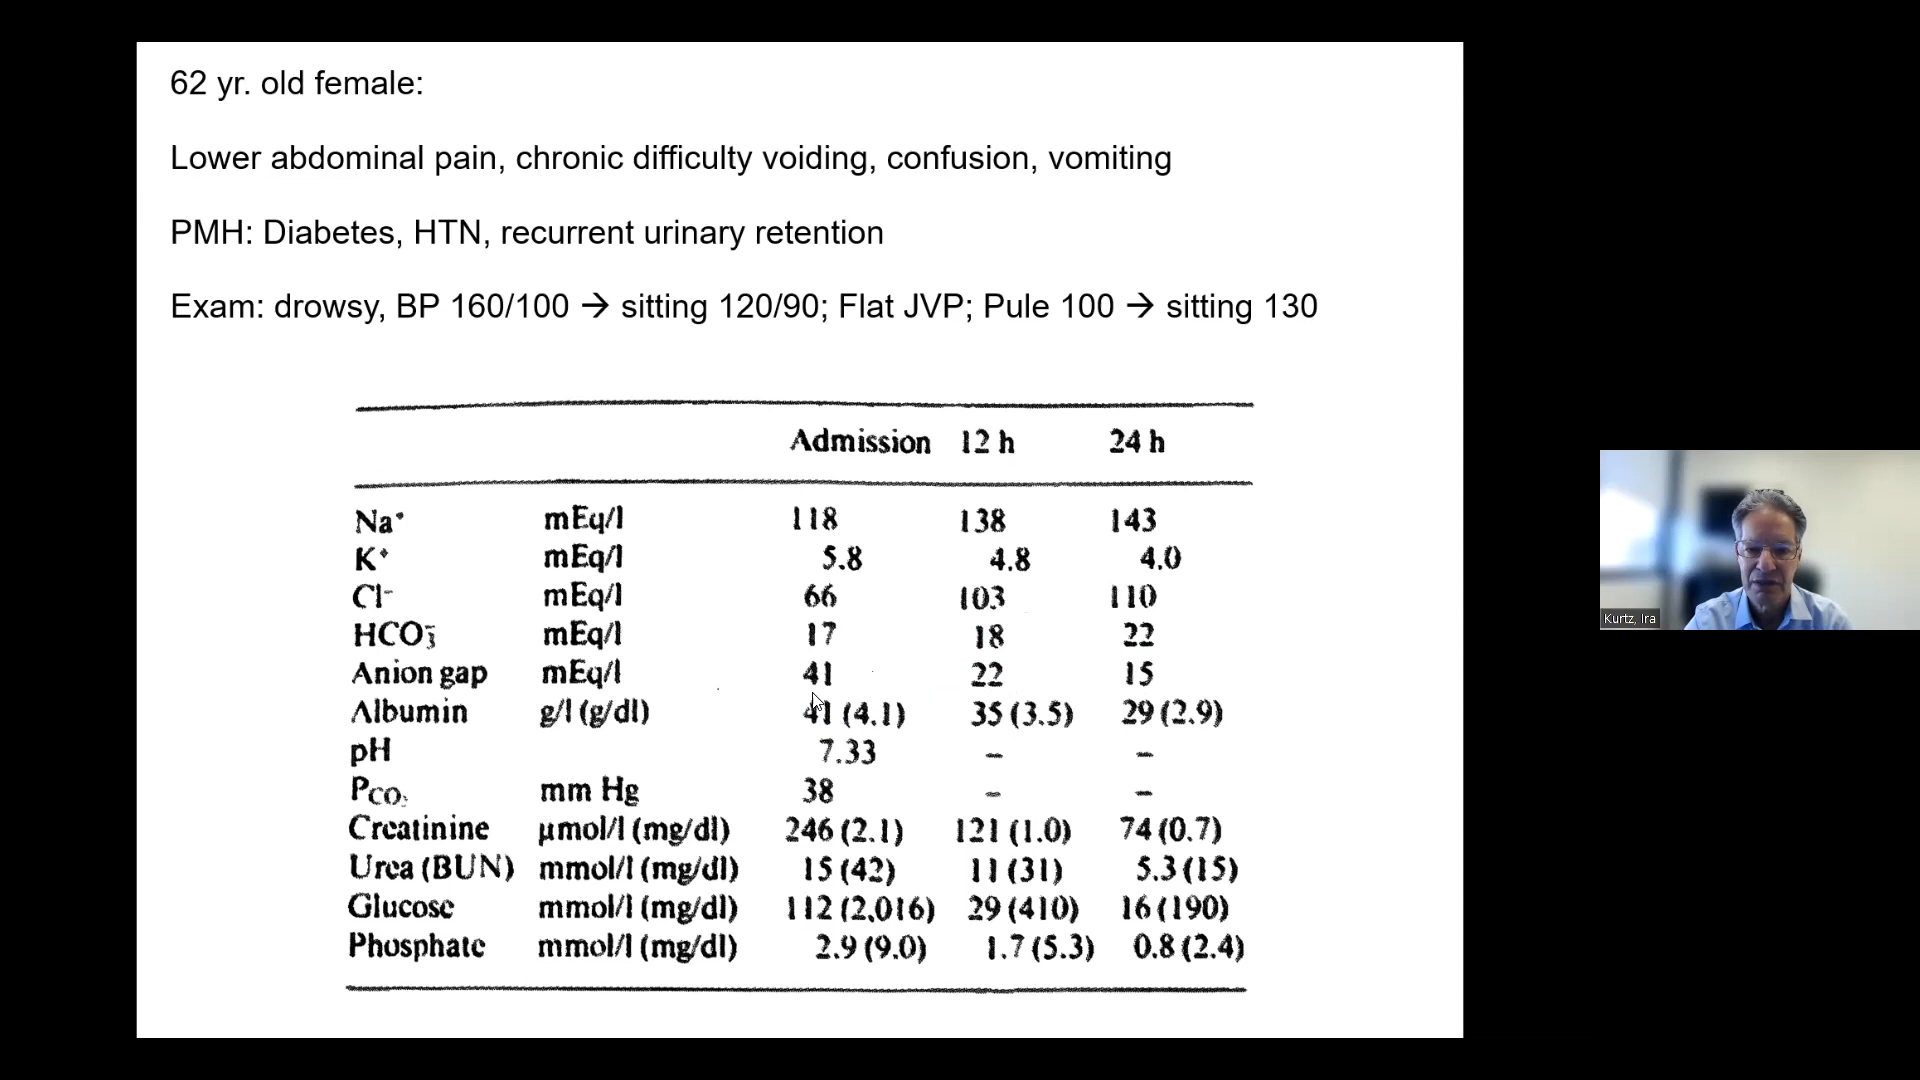 62 yr. old female:
Lower abdominal pain, chronic difficulty voiding, confusion, vomiting
PMH: Diabetes, HTN, recurrent urinary retention
Exam: drowsy, BP 160/100 → sitting 120/90; Flat JVP; Pule 100 → sitting 130
Admission 12 h 24 h
Na⁺ mEq/l 118 138 143
K⁺ mEq/l 5.8 4.8 4.0
Cl⁻ mEq/l 66 103 110
HCO₃⁻ mEq/l 17 18 22
Anion gap mEq/l 41 22 15
Albumin g/l (g/dl) 41 (4.1) 35 (3.5) 29 (2.9)
pH 7.33 – –
Pco₂ mm Hg 38 – –
Creatinine µmol/l (mg/dl) 246 (2.1) 121 (1.0) 74 (0.7)
Urea (BUN) mmol/l (mg/dl) 15 (42) 11 (31) 5.3 (15)
Glucose mmol/l (mg/dl) 112 (2,016) 29 (410) 16 (190)
Phosphate mmol/l (mg/dl) 2.9 (9.0) 1.7 (5.3) 0.8 (2.4)
Kurtz, Ira